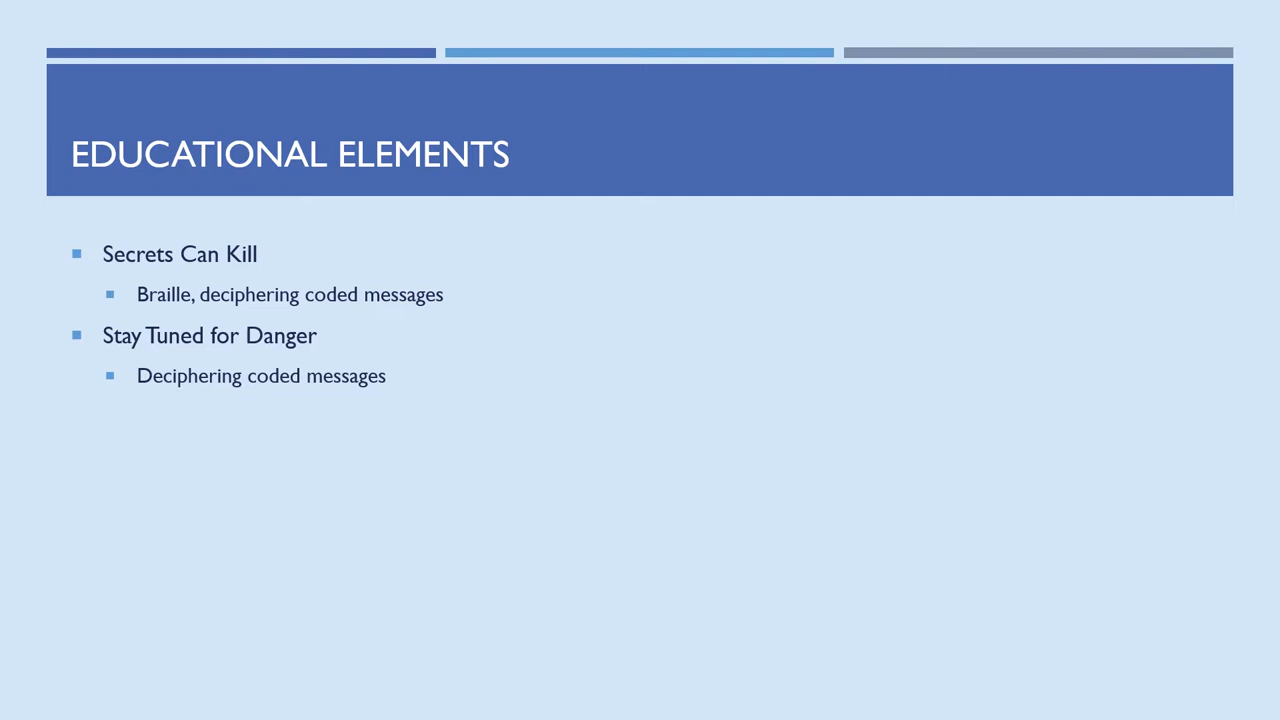 EDUCATIONAL ELEMENTS
Secrets Can Kill
Braille, deciphering coded messages
Stay Tuned for Danger
Deciphering coded messages